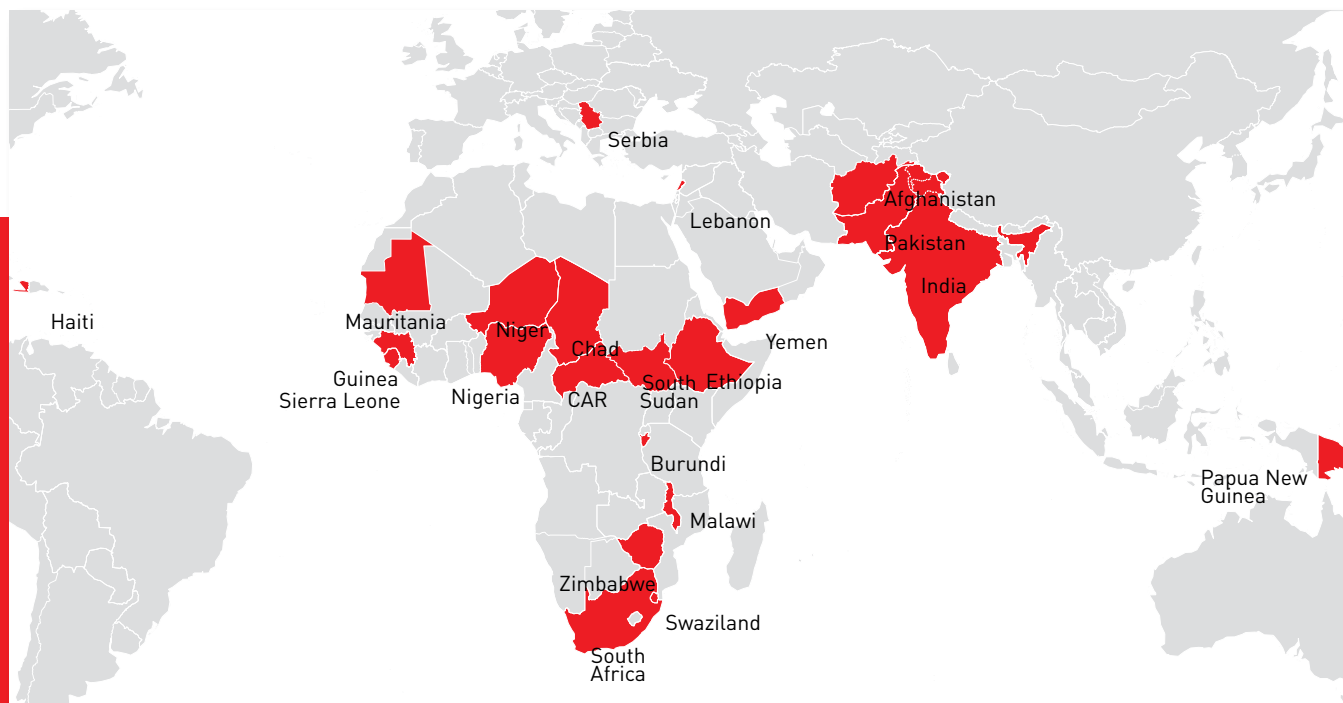 Serbia
Afghanistan
Lebanon
Pakistan
India
Haiti
Mauritania
Niger
Yemen
Chad
Guinea
South
Sudan
Ethiopia
Sierra Leone
Nigeria
CAR
Burundi
Papua New
Guinea
Malawi
Zimbabwe
Swaziland
South
Africa